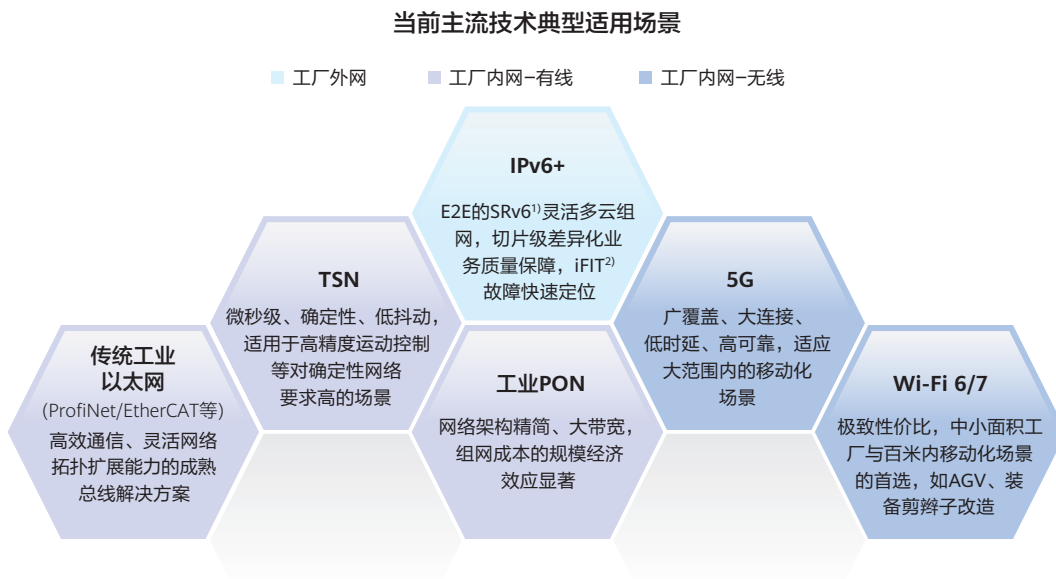 当前主流技术典型适用场景
工厂外网
工厂内网–有线
工厂内网–无线
IPv6+
E2E的SRv6¹⁾灵活多云组
网，切片级差异化业
务质量保障，iFIT²⁾
故障快速定位
TSN
微秒级、确定性、低抖动，
适用于高精度运动控制
等对确定性网络
要求高的场景
5G
广覆盖、大连接、
低时延、高可靠，适应
大范围内的移动化
场景
传统工业
以太网
(ProfiNet/EtherCAT等)
高效通信、灵活网络
拓扑扩展能力的成熟
总线解决方案
工业PON
网络架构精简、大带宽，
组网成本的规模经济
效应显著
Wi-Fi 6/7
极致性价比，中小面积工
厂与百米内移动化场景
的首选，如AGV、装
备剪辫子改造